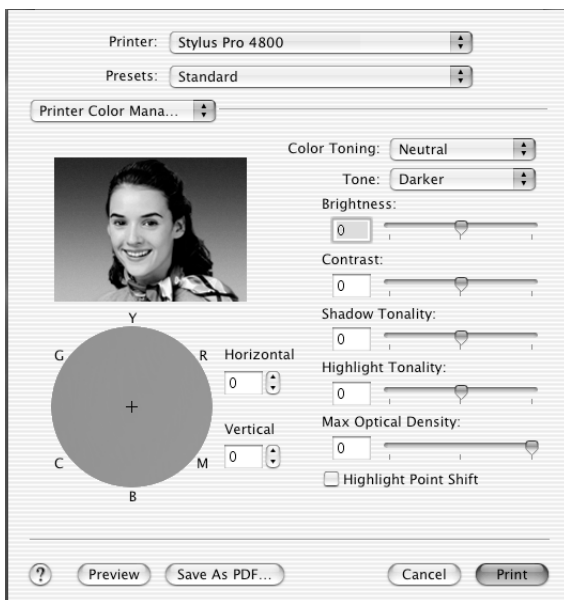 Printer: Stylus Pro 4800
Presets: Standard
Printer Color Mana...
Color Toning: Neutral
Tone: Darker
Brightness:
0
Contrast:
0
Shadow Tonality:
0
Highlight Tonality:
0
Max Optical Density:
0
Highlight Point Shift
Y
G R
C M
B
Horizontal
0
Vertical
0
? Preview Save As PDF... Cancel Print